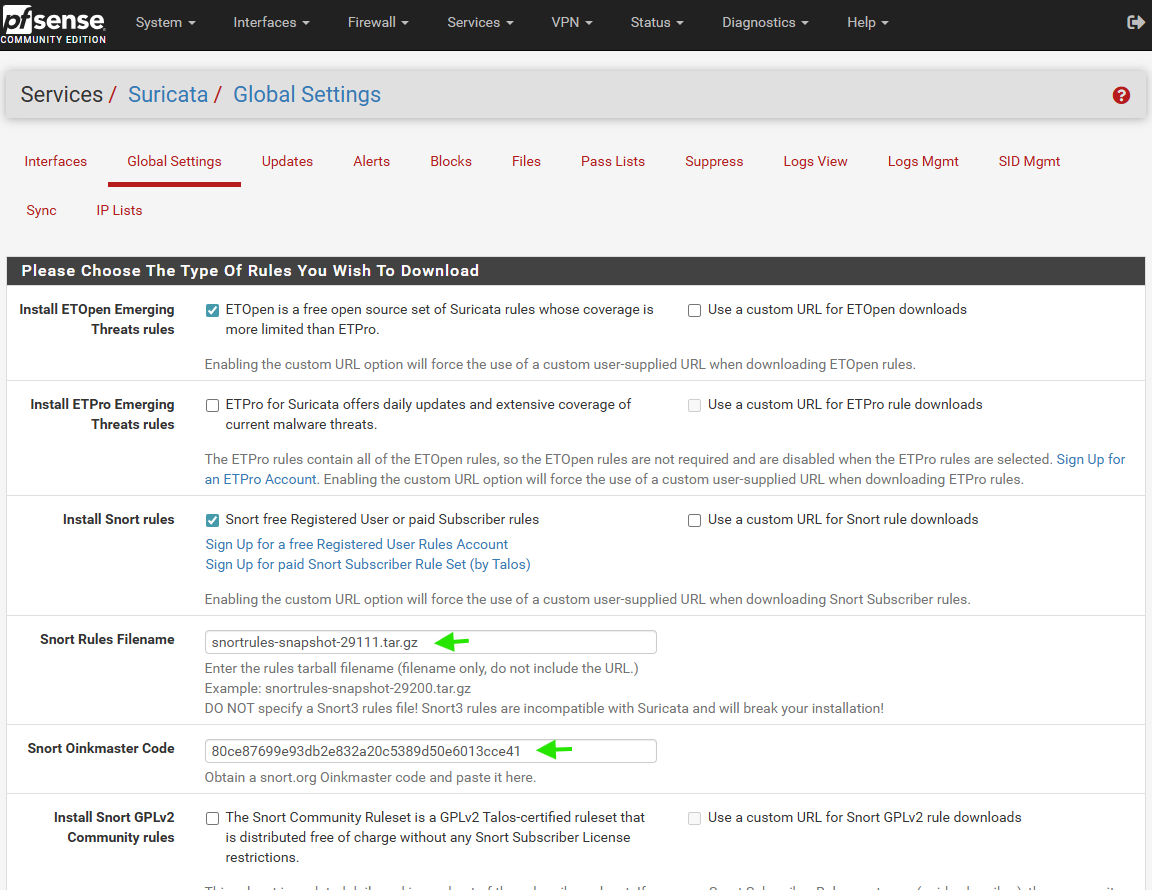 pfsense
COMMUNITY EDITION
System Interfaces Firewall Services VPN Status Diagnostics Help
Services / Suricata / Global Settings
Interfaces Global Settings Updates Alerts Blocks Files Pass Lists Suppress Logs View Logs Mgmt SID Mgmt
Sync IP Lists
Please Choose The Type Of Rules You Wish To Download
Install ETOpen Emerging Threats rules
ETOpen is a free open source set of Suricata rules whose coverage is
more limited than ETPro.
Use a custom URL for ETOpen downloads
Enabling the custom URL option will force the use of a custom user-supplied URL when downloading ETOpen rules.
Install ETPro Emerging
Threats rules
ETPro for Suricata offers daily updates and extensive coverage of
current malware threats.
Use a custom URL for ETPro rule downloads
The ETPro rules contain all of the ETOpen rules, so the ETOpen rules are not required and are disabled when the ETPro rules are selected. Sign Up for
an ETPro Account. Enabling the custom URL option will force the use of a custom user-supplied URL when downloading ETPro rules.
Install Snort rules
Snort free Registered User or paid Subscriber rules
Use a custom URL for Snort rule downloads
Sign Up for a free Registered User Rules Account
Sign Up for paid Snort Subscriber Rule Set (by Talos)
Enabling the custom URL option will force the use of a custom user-supplied URL when downloading Snort Subscriber rules.
Snort Rules Filename
snortrules-snapshot-29111.tar.gz
Enter the rules tarball filename (filename only, do not include the URL.)
Example: snortrules-snapshot-29200.tar.gz
DO NOT specify a Snort3 rules file! Snort3 rules are incompatible with Suricata and will break your installation!
Snort Oinkmaster Code
80ce87699e93db2e832a20c5389d50e6013cce41
Obtain a snort.org Oinkmaster code and paste it here.
Install Snort GPLv2
Community rules
The Snort Community Ruleset is a GPLv2 Talos-certified ruleset that
is distributed free of charge without any Snort Subscriber License
restrictions.
Use a custom URL for Snort GPLv2 rule downloads